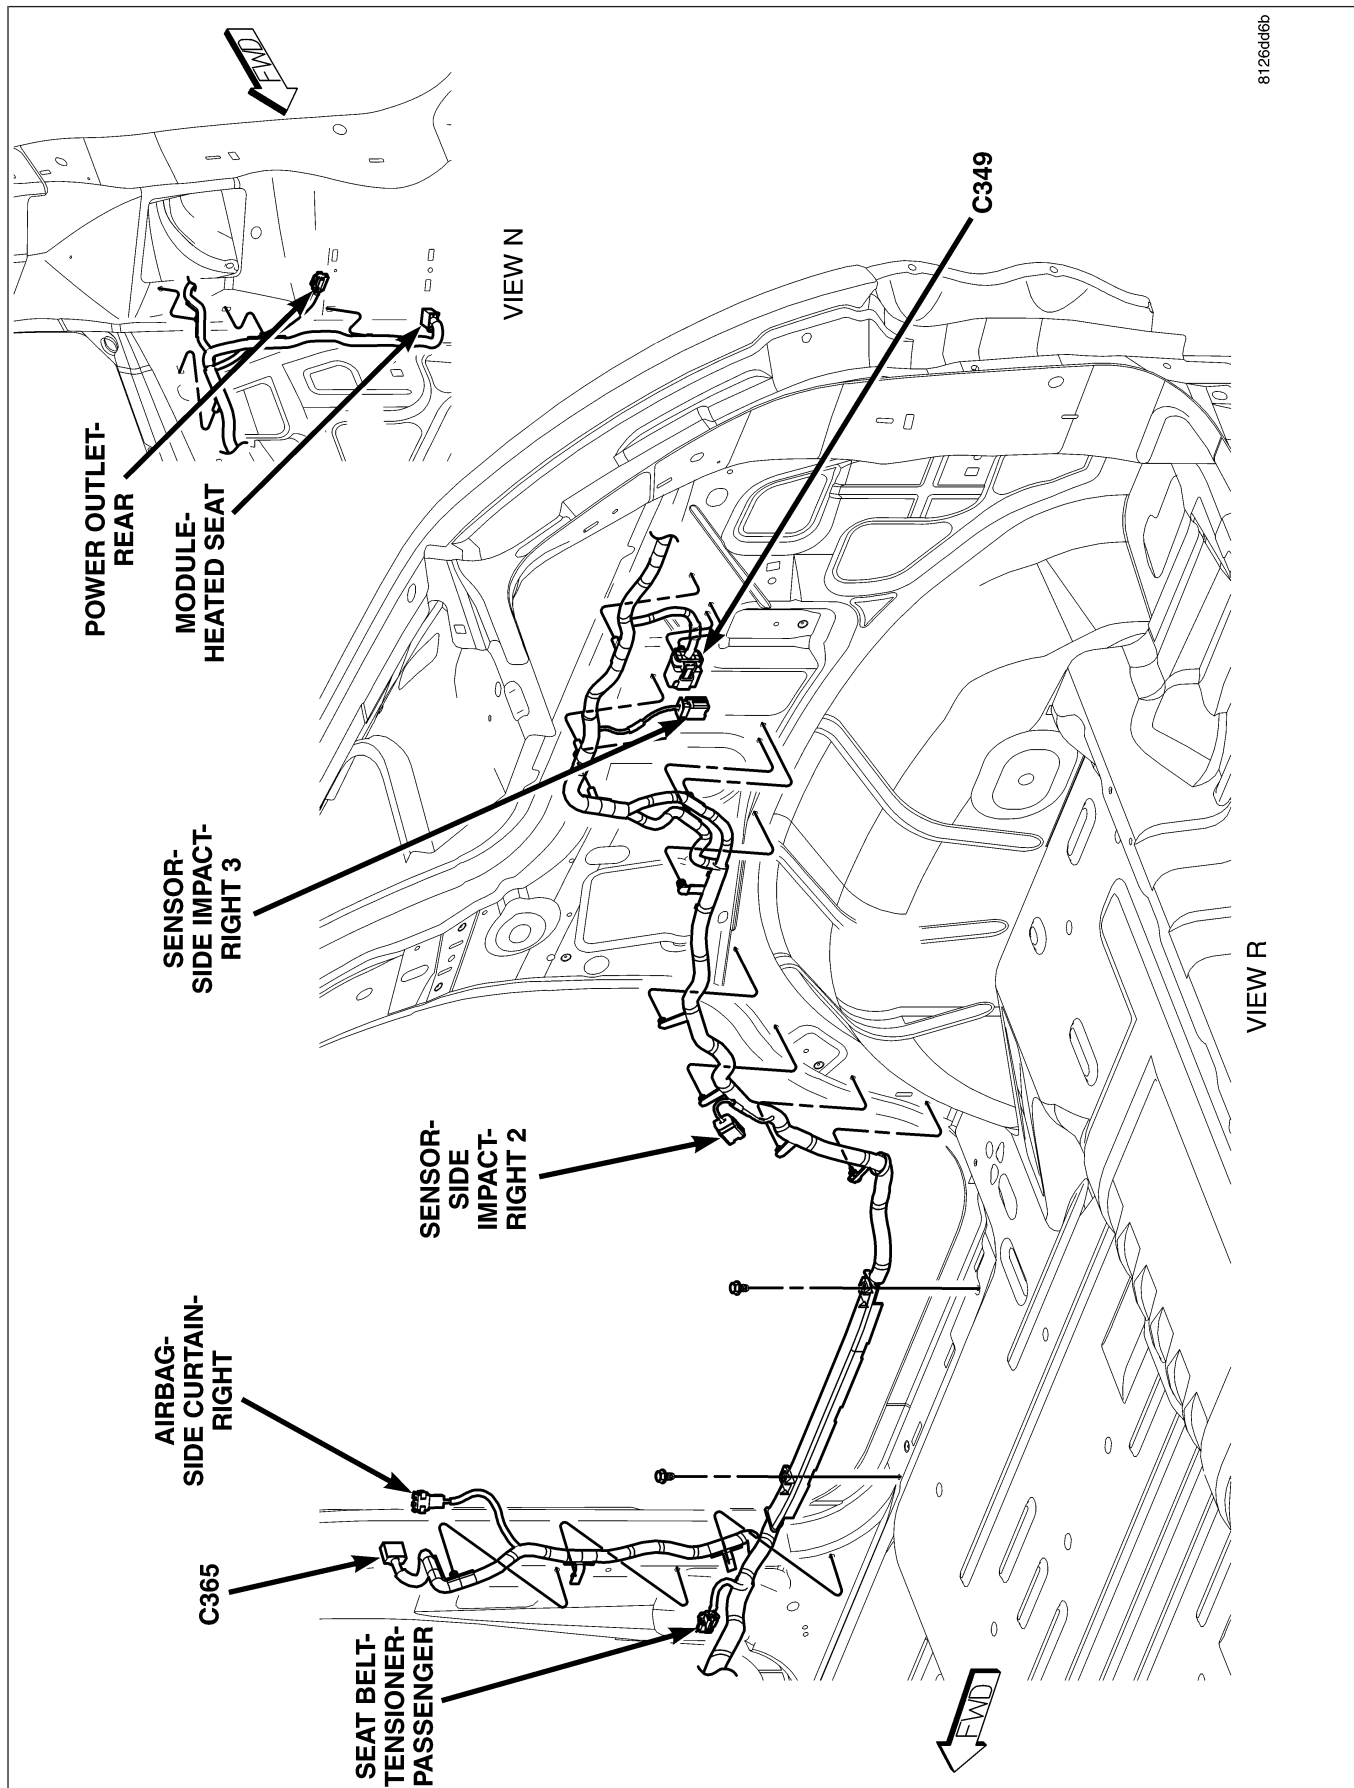 SEAT BELT-
TENSIONER-
PASSENGER
C365
AIRBAG-
SIDE CURTAIN-
RIGHT
SENSOR-
SIDE
IMPACT-
RIGHT 2
SENSOR-
SIDE IMPACT-
RIGHT 3
POWER OUTLET-
REAR
MODULE-
HEATED SEAT
FWD
VIEW N
C349
FWD
VIEW R
8126dd6b